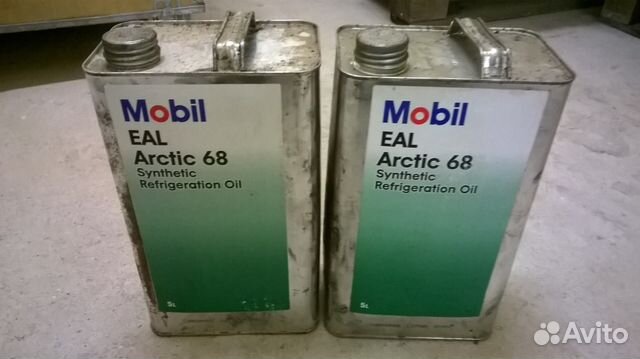 Mobil
EAL
Arctic 68
Synthetic
Refrigeration Oil
5L
Mobil
EAL
Arctic 68
Synthetic
Refrigeration Oil
5L
Avito